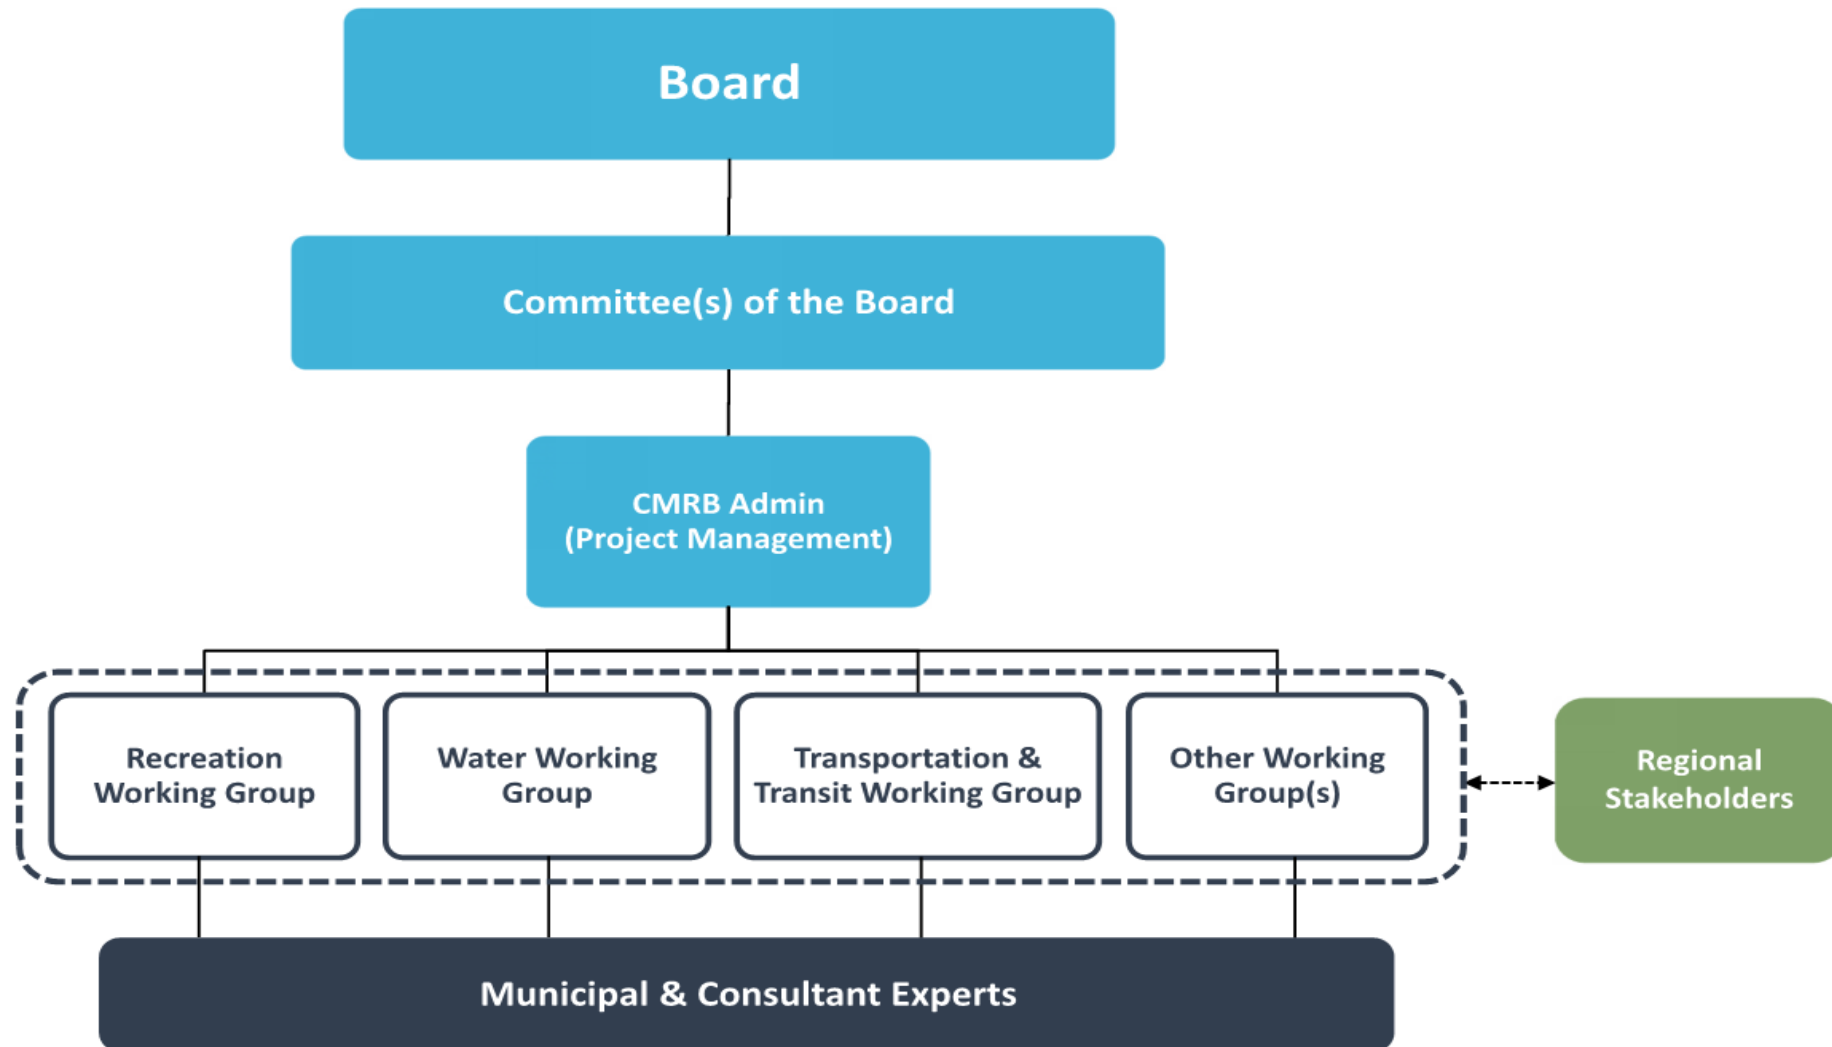 Board
Committee(s) of the Board
CMRB Admin
(Project Management)
Recreation
Working Group
Water Working
Group
Transportation &
Transit Working Group
Other Working
Group(s)
Regional
Stakeholders
Municipal & Consultant Experts